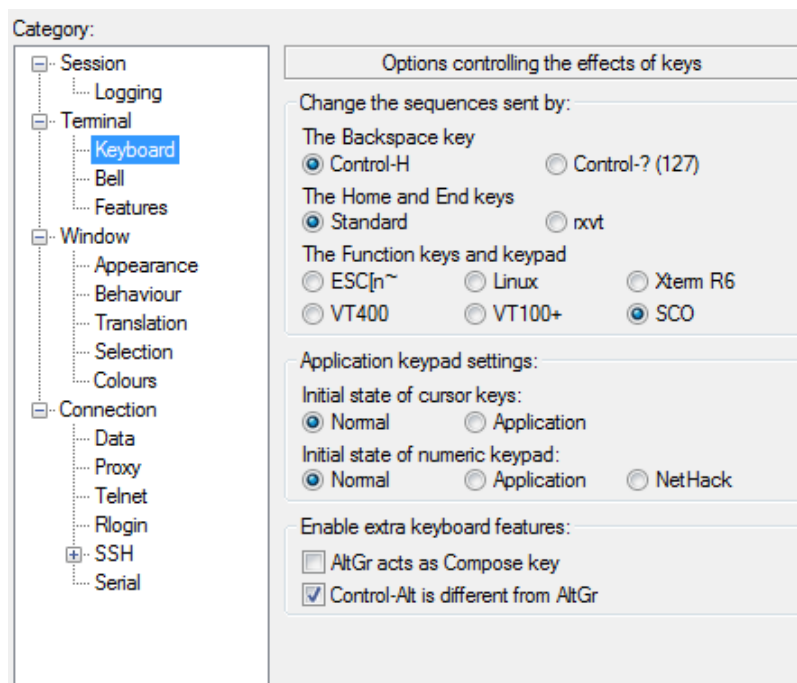 Category:
Session
Logging
Terminal
Keyboard
Bell
Features
Window
Appearance
Behaviour
Translation
Selection
Colours
Connection
Data
Proxy
Telnet
Rlogin
SSH
Serial
Options controlling the effects of keys
Change the sequences sent by:
The Backspace key
Control-H Control-? (127)
The Home and End keys
Standard rxvt
The Function keys and keypad
ESC[n~ Linux Xterm R6
VT400 VT100+ SCO
Application keypad settings:
Initial state of cursor keys:
Normal Application
Initial state of numeric keypad:
Normal Application NetHack
Enable extra keyboard features:
AltGr acts as Compose key
Control-Alt is different from AltGr